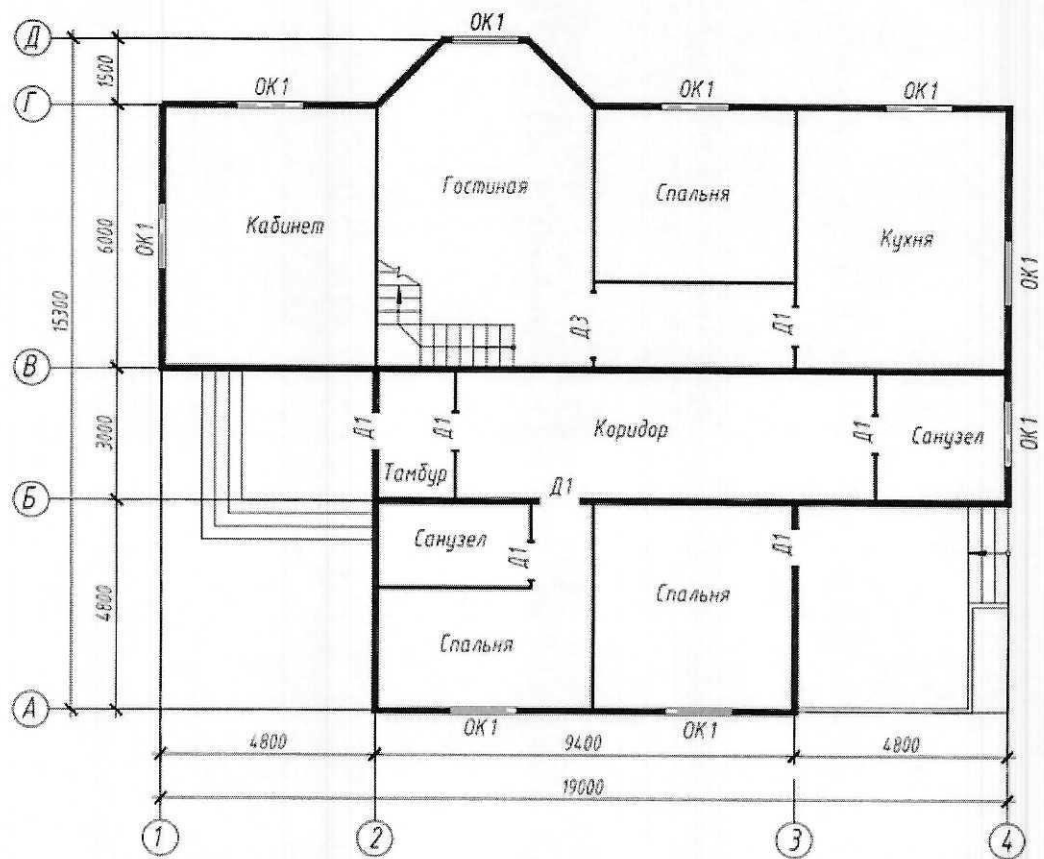 ОК1
Д
1500
ОК1
ОК1
ОК1
Г
Гостиная
Спальня
Кабинет
ОК1
6000
Кухня
ОК1
15300
Д3
Д1
В
3000
Д1
Д1
Коридор
Д1
Санузел
ОК1
Тамбур
Д1
Б
Санузел
Д1
Д1
4800
Спальня
Спальня
А
ОК1
ОК1
4800
9400
4800
19000
1
2
3
4